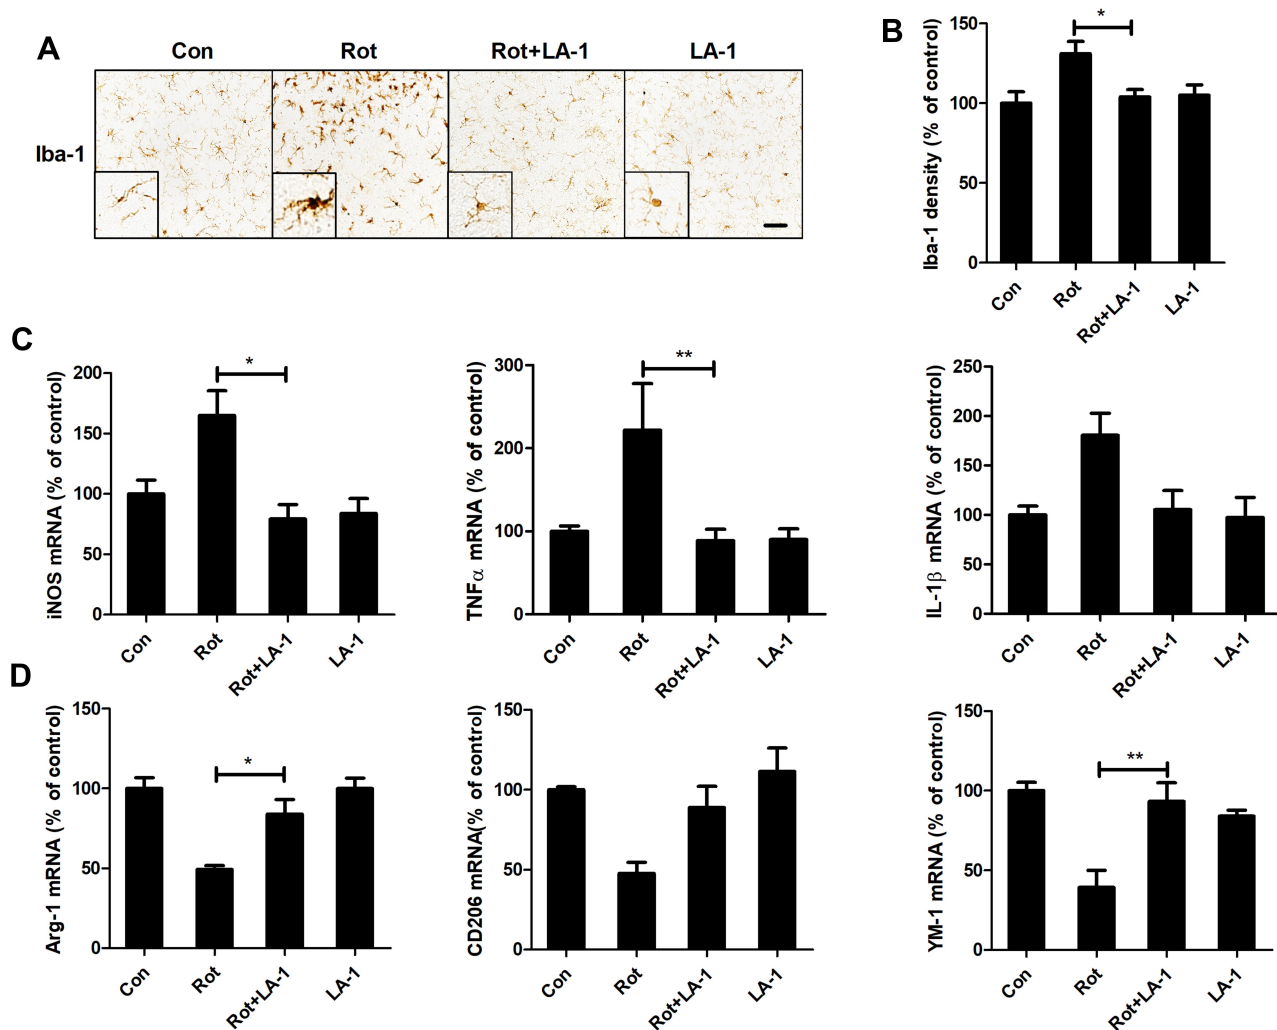 A
Con
Rot
Rot+LA-1
LA-1
Iba-1
B
Iba-1 density (% of control)
150
100
50
0
*
Con
Rot
Rot+LA-1
LA-1
C
iNOS mRNA (% of control)
200
150
100
50
0
*
Con
Rot
Rot+LA-1
LA-1
TNFα mRNA (% of control)
300
200
100
0
**
Con
Rot
Rot+LA-1
LA-1
IL-1β mRNA (% of control)
250
200
150
100
50
0
Con
Rot
Rot+LA-1
LA-1
D
Arg-1 mRNA (% of control)
150
100
50
0
*
Con
Rot
Rot+LA-1
LA-1
CD206 mRNA(% of control)
150
100
50
0
Con
Rot
Rot+LA-1
LA-1
YM-1 mRNA (% of control)
150
100
50
0
**
Con
Rot
Rot+LA-1
LA-1